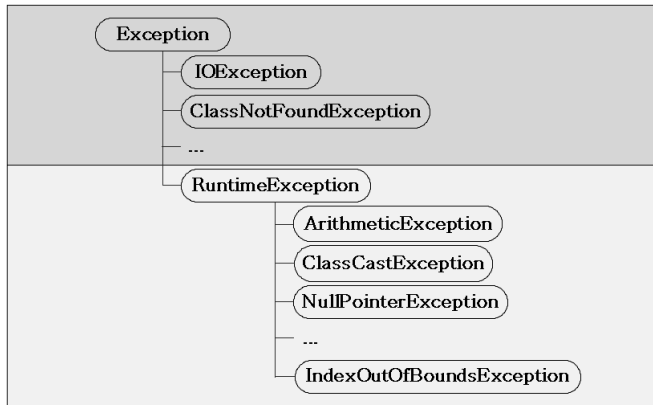 Exception
IOException
ClassNotFoundException
...
RuntimeException
ArithmeticException
ClassCastException
NullPointerException
...
IndexOutOfBoundsException